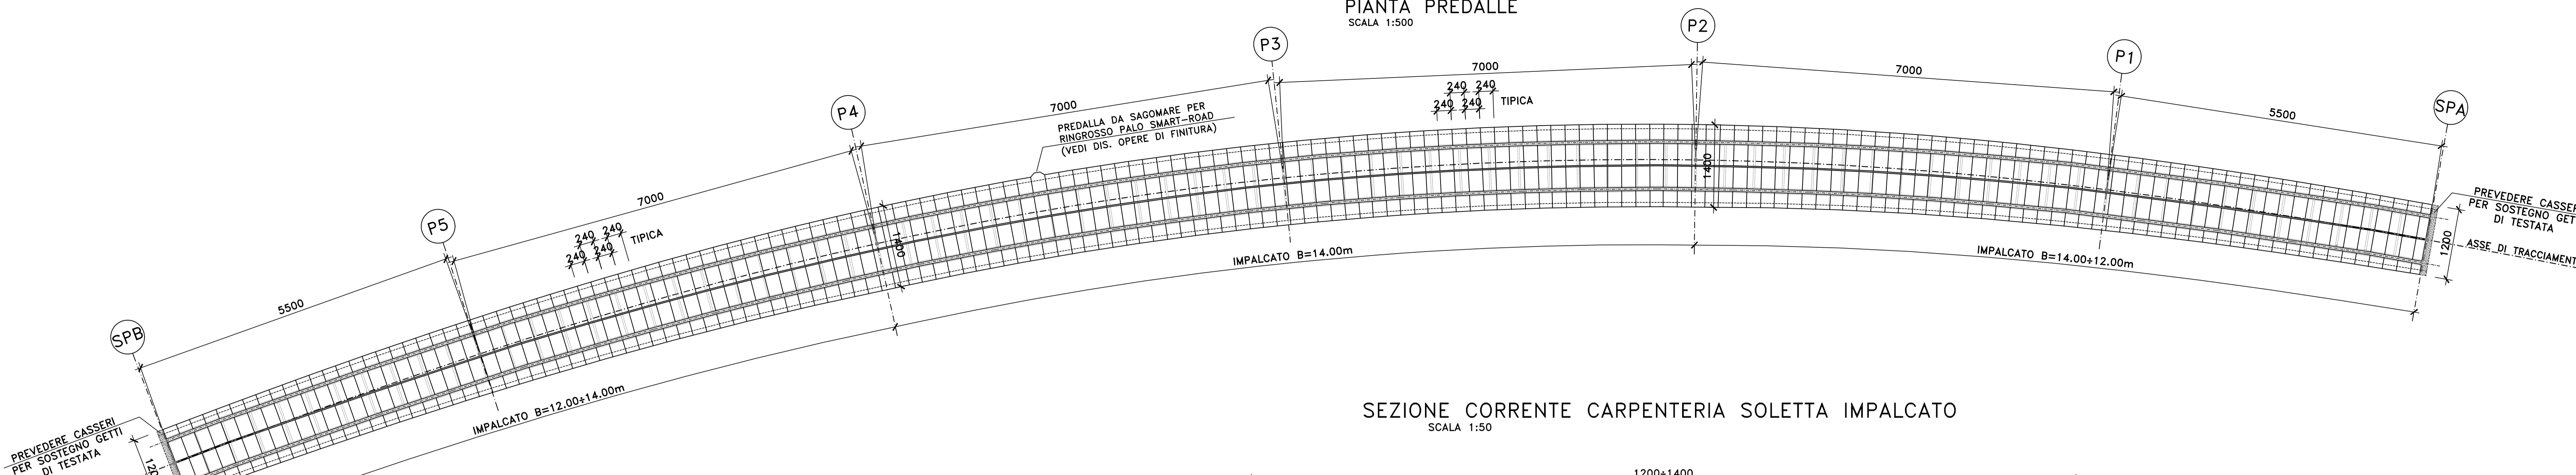 PIANTA PREDALLE
SCALA 1:500
P2
P3
P1
7000
7000
240 240
240 240
TIPICA
P4
7000
PREDALLA DA SAGOMARE PER
RINGROSSO PALO SMART-ROAD
(VEDI DIS. OPERE DI FINITURA)
SPA
5500
1400
P5
7000
240 240
240 240
TIPICA
1400
PREVEDERE CASSER
PER SOSTEGNO GET
DI TESTATA
1200
ASSE DI TRACCIAMENT
IMPALCATO B=14.00m
IMPALCATO B=14.00÷12.00m
SPB
5500
IMPALCATO B=12.00÷14.00m
PREVEDERE CASSERI
PER SOSTEGNO GETTI
DI TESTATA
120
SEZIONE CORRENTE CARPENTERIA SOLETTA IMPALCATO
SCALA 1:50
1200÷1400